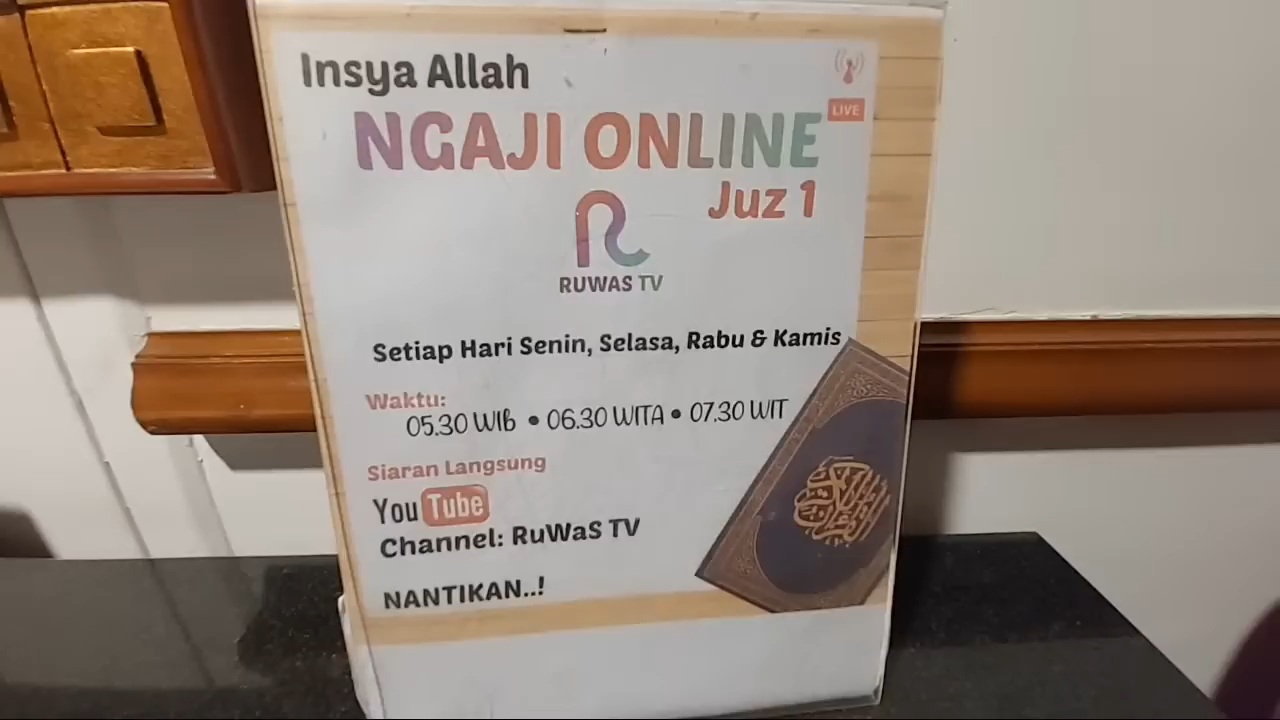 Insya Allah
LIVE
NGAJI ONLINE
Juz 1
RUWAS TV
Setiap Hari Senin, Selasa, Rabu & Kamis
Waktu:
05.30 WIB • 06.30 WITA • 07.30 WIT
Siaran Langsung
YouTube
Channel: RuWaS TV
NANTIKAN..!